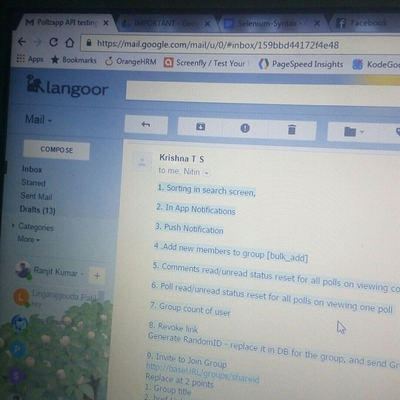 Pollzapp API testing
IMPORTANT - Geny
Selenium-Syntax -
Facebook
https://mail.google.com/mail/u/0/#inbox/159bbd44172f4e48
Apps Bookmarks OrangeHRM Screenfly / Test Your PageSpeed Insights KodeGod
langoor
Mail
COMPOSE
Inbox
Starred
Sent Mail
Drafts (13)
Categories
More
Ranjit Kumar
Krishna T S
to me, Nitin
1. Sorting in search screen,
2. In App Notifications
3. Push Notification
4 .Add new members to group [bulk_add]
5. Comments read/unread status reset for all polls on viewing
6. Poll read/unread status reset for all polls on viewing one poll
7. Group count of user
8. Revoke link
Generate RandomID - replace it in DB for the group, and send
9. Invite to Join Group
http://baseURL/groups/shareid
Replace at 2 points
1. Group title